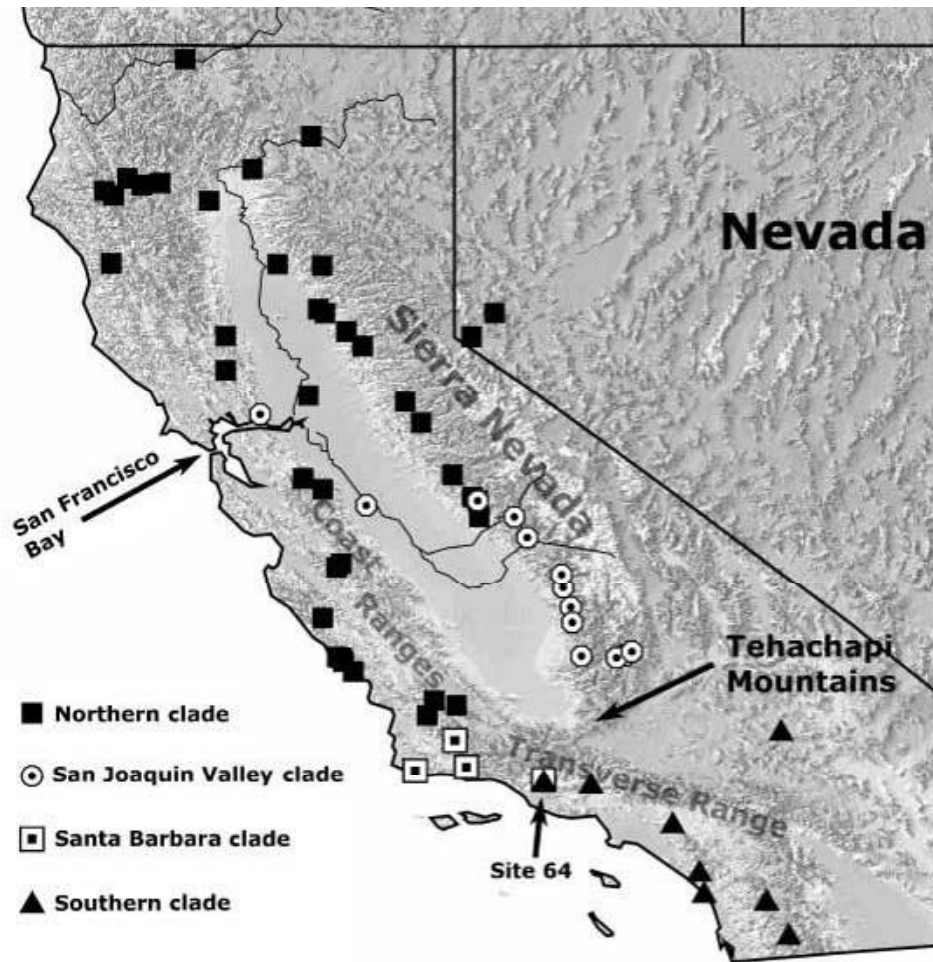 Nevada
Sierra Nevada
San Francisco
Bay
Coast
Ranges
Tehachapi
Mountains
Transverse Range
Site 64
Northern clade
San Joaquin Valley clade
Santa Barbara clade
Southern clade